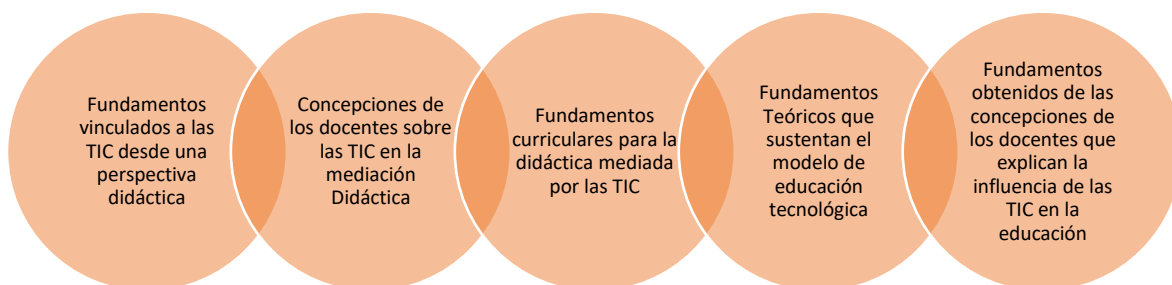 Fundamentos
vinculados a las
TIC desde una
perspectiva
didáctica
Concepciones de
los docentes sobre
las TIC en la
mediación
Didáctica
Fundamentos
curriculares para la
didáctica mediada
por las TIC
Fundamentos
Teóricos que
sustentan el
modelo de
educación
tecnológica
Fundamentos
obtenidos de las
concepciones de
los docentes que
explican la
influencia de las
TIC en la
educación